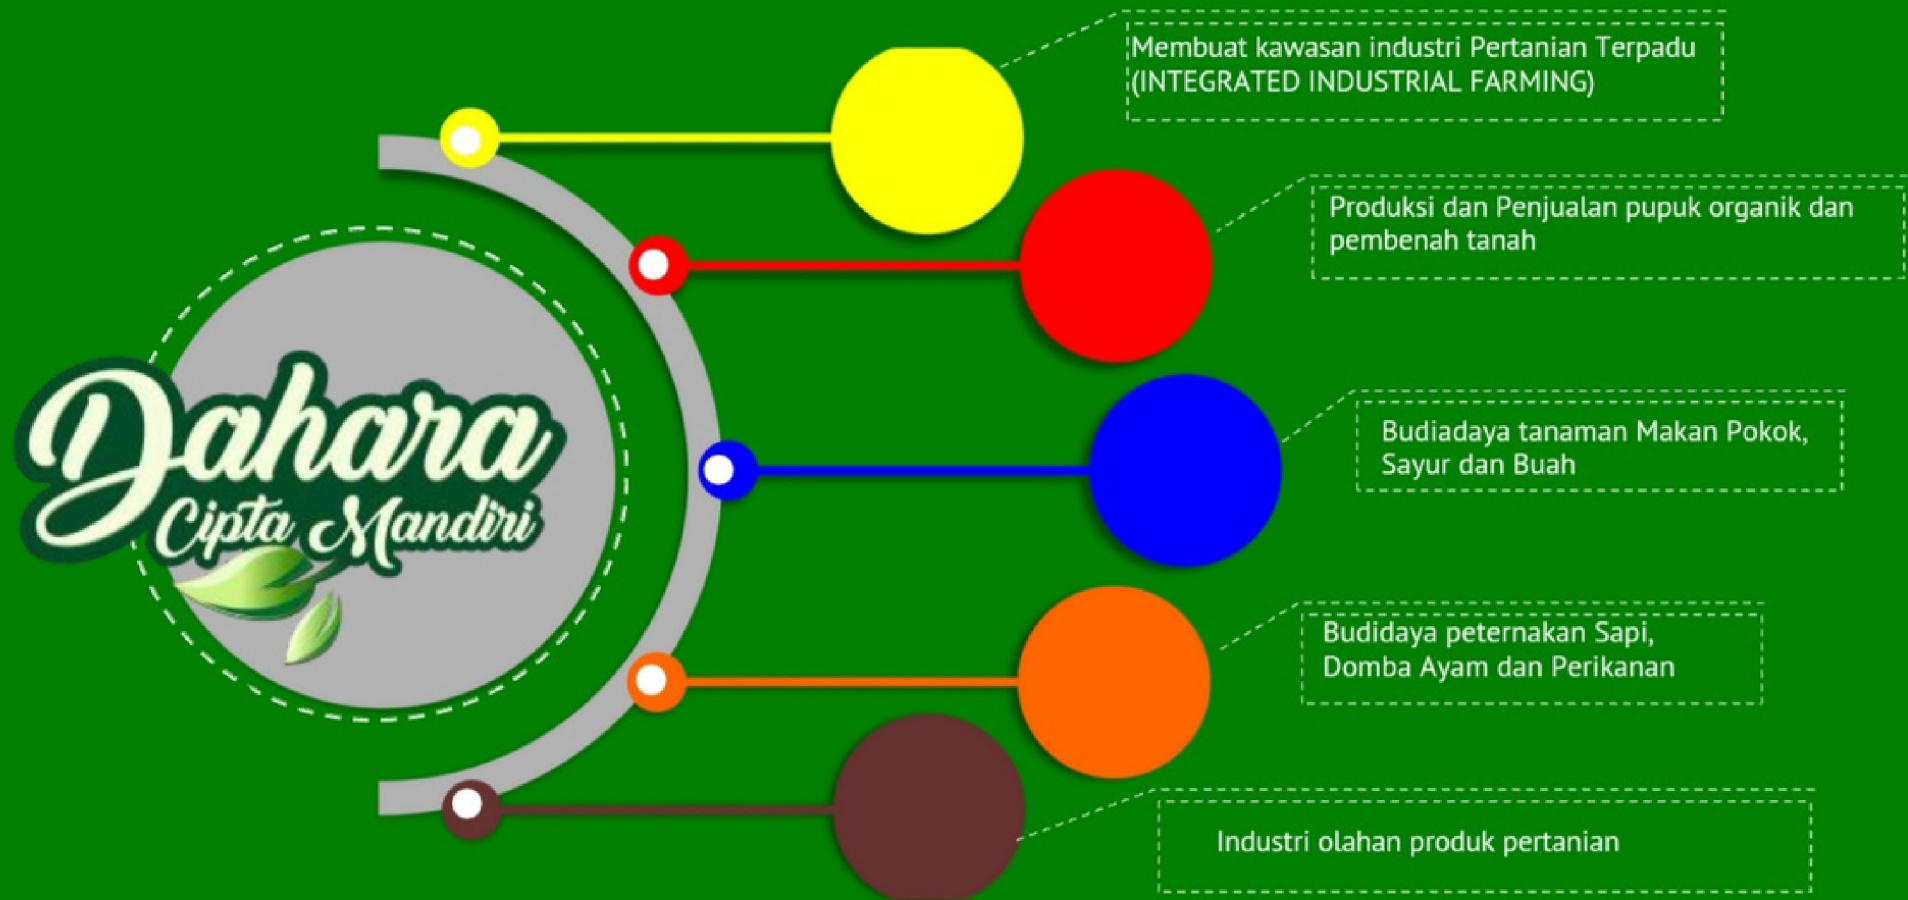 Membuat kawasan industri Pertanian Terpadu
(INTEGRATED INDUSTRIAL FARMING)
Produksi dan Penjualan pupuk organik dan
pembenah tanah
Dahara
Cipta Mandiri
Budiadaya tanaman Makan Pokok,
Sayur dan Buah
Budidaya peternakan Sapi,
Domba Ayam dan Perikanan
Industri olahan produk pertanian